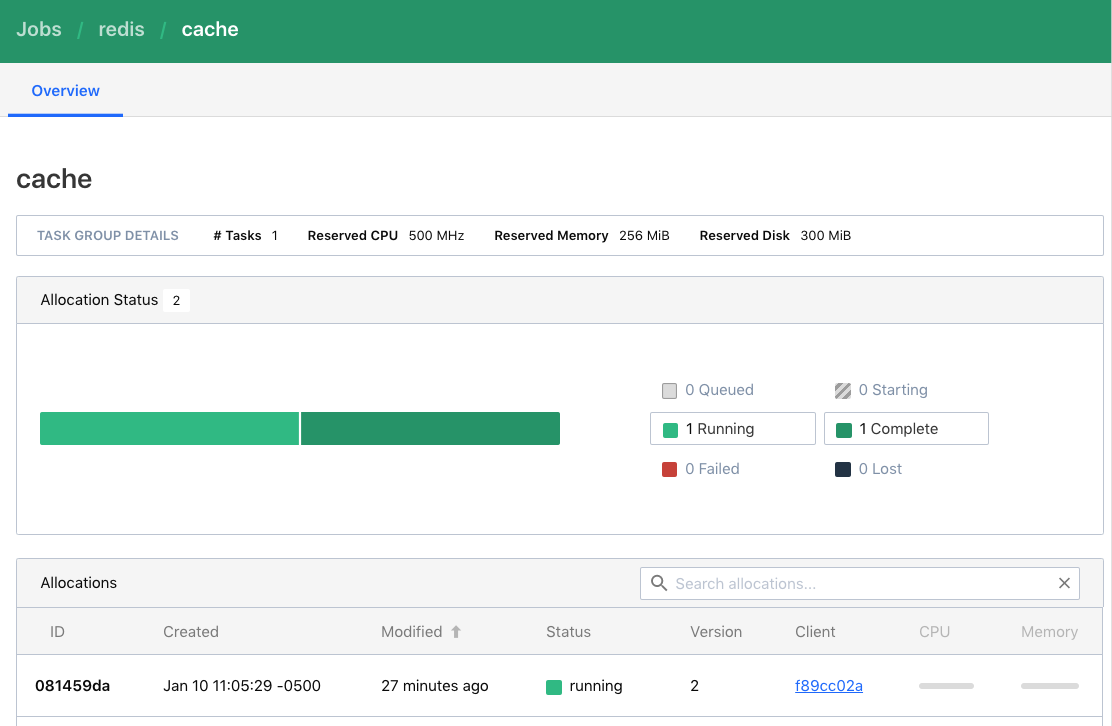 Jobs / redis / cache
Overview
cache
TASK GROUP DETAILS # Tasks 1 Reserved CPU 500 MHz Reserved Memory 256 MiB Reserved Disk 300 MiB
Allocation Status 2
0 Queued 0 Starting
1 Running 1 Complete
0 Failed 0 Lost
Allocations Search allocations...
ID Created Modified Status Version Client CPU Memory
081459da Jan 10 11:05:29 -0500 27 minutes ago running 2 f89cc02a